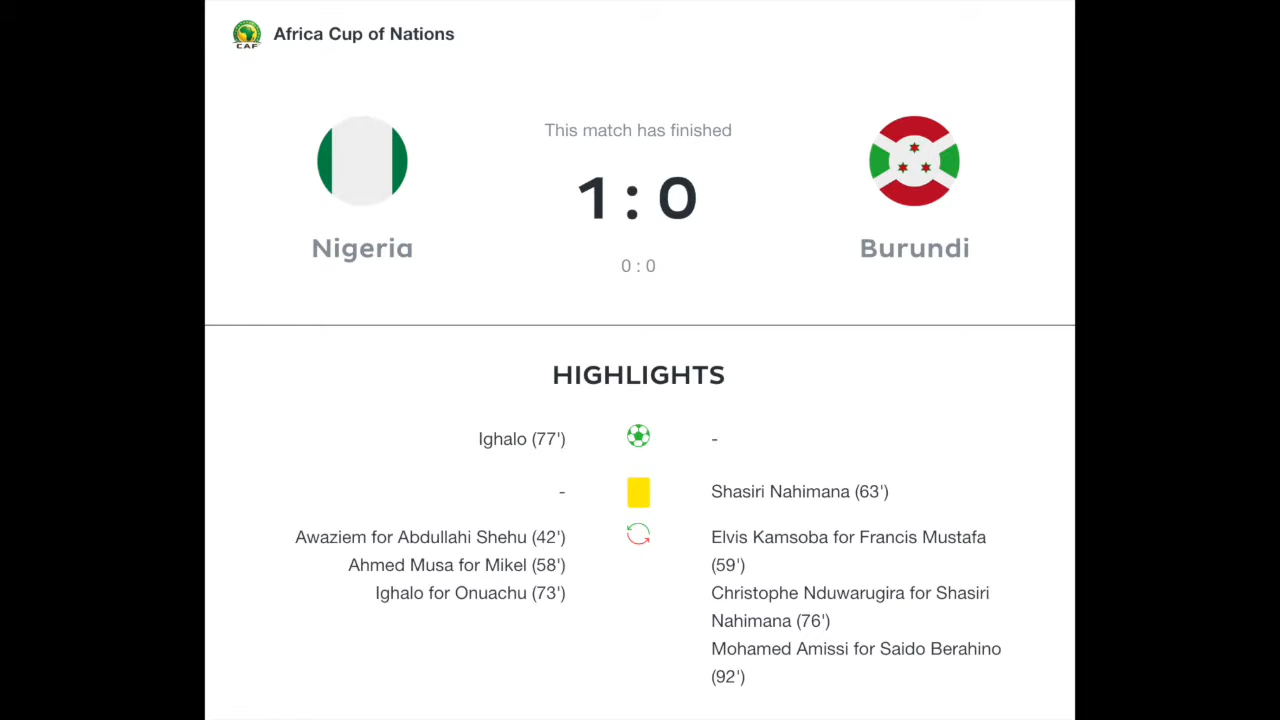 CAF
Africa Cup of Nations
This match has finished
1 : 0
Nigeria
Burundi
0 : 0
HIGHLIGHTS
Ighalo (77')
-
-
Shasiri Nahimana (63')
Awaziem for Abdullahi Shehu (42')
Ahmed Musa for Mikel (58')
Ighalo for Onuachu (73')
Elvis Kamsoba for Francis Mustafa
(59')
Christophe Nduwarugira for Shasiri
Nahimana (76')
Mohamed Amissi for Saido Berahino
(92')